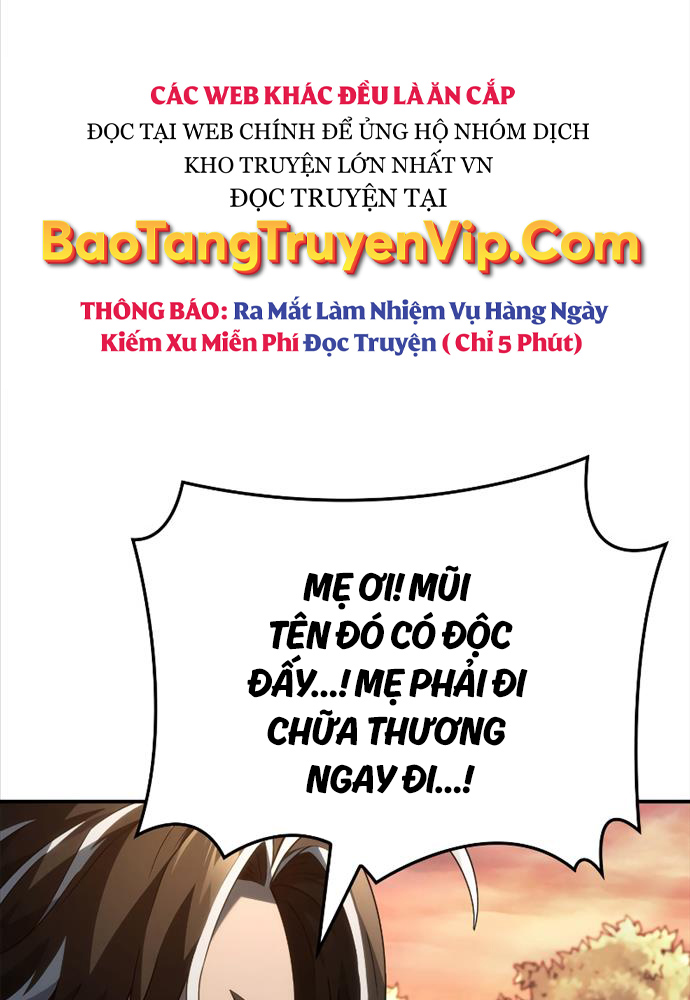 CÁC WEB KHÁC ĐỀU LÀ ĂN CẮP
ĐỌC TẠI WEB CHÍNH ĐỂ ỦNG HỘ NHÓM DỊCH
KHO TRUYỆN LỚN NHẤT VN
ĐỌC TRUYỆN TẠI
BaoTangTruyenVip.Com
THÔNG BÁO: Ra Mắt Làm Nhiệm Vụ Hàng Ngày
Kiếm Xu Miễn Phí Đọc Truyện ( Chỉ 5 Phút)
MẸ ƠI! MŨI
TÊN ĐÓ CÓ ĐỘC
ĐẤY...! MẸ PHẢI ĐI
CHỮA THƯƠNG
NGAY ĐI...!